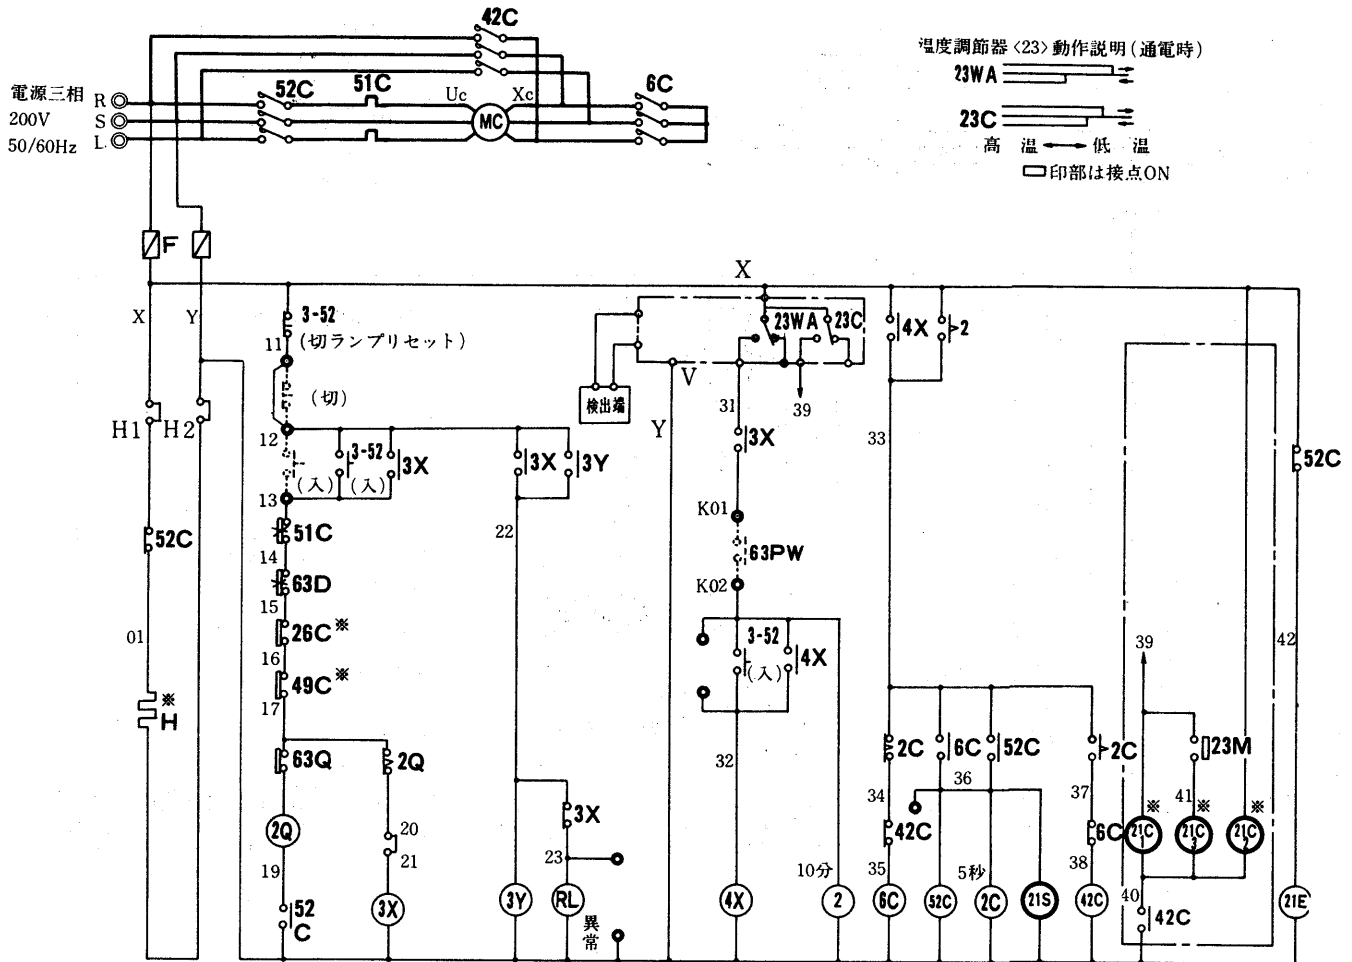 42C
温度調節器<23>動作説明(通電時)
23WA
23C
高 温 ←→ 低 温
印部は接点ON
電源三相
200V
50/60Hz
R
S
L
52C
51C
Uc
MC
Xc
6C
F
X
Y
H1
H2
52C
01
※
H
3-52
11
(切ランプリセット)
(切)
12
(入)
3-52
(入)
3X
13
51C
14
63D
15
26C※
16
49C※
17
63Q
2Q
2Q
19
52
C
20
21
3X
3X
3Y
22
3X
23
3Y
RL
異常
X
23WA
23C
検出端
V
Y
31
39
3X
K01
63PW
K02
3-52
(入)
4X
32
10分
4X
2
4X
2
33
2C
6C
52C
2C
34
36
37
42C
6C
35
5秒
38
6C
52C
2C
21S
42C
39
23M
41
※
※
※
21C
1
21C
3
21C
2
40
42C
52C
42
21E